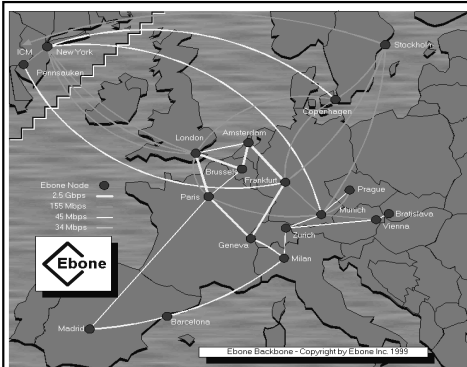 ICM
New York
Stockholm
Pennsauken
Copenhagen
London
Amsterdam
Brussels
Frankfurt
Ebone Node
2.5 Gbps
155 Mbps
45 Mbps
34 Mbps
Paris
Prague
Munich
Bratislava
Vienna
Zurich
Geneva
Milan
Ebone
Madrid
Barcelona
Ebone Backbone - Copyright by Ebone Inc. 1999